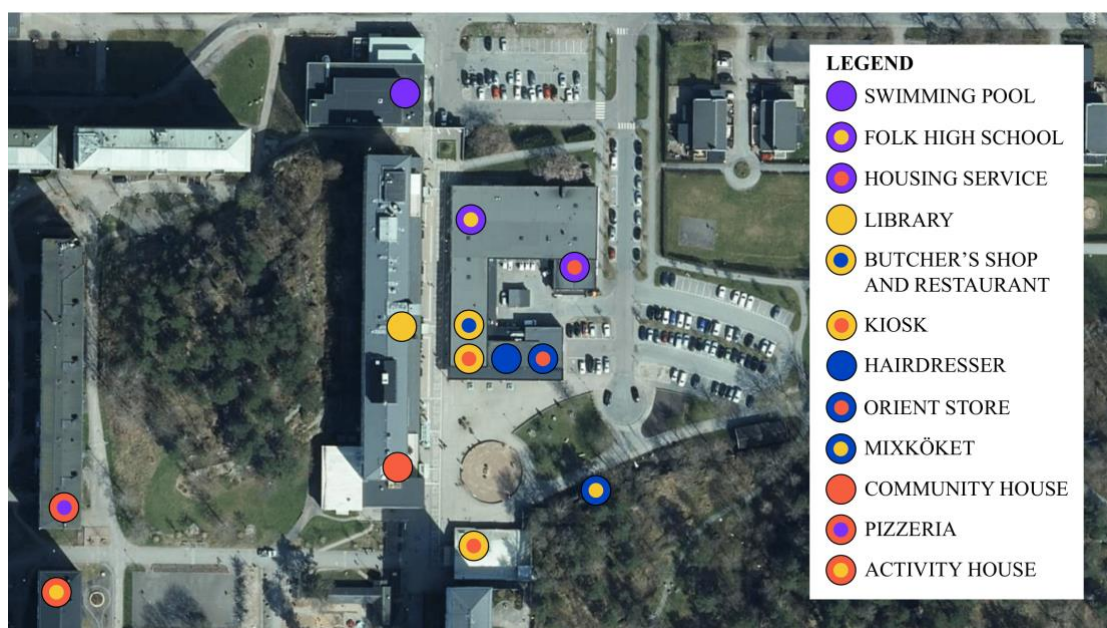 LEGEND
SWIMMING POOL
FOLK HIGH SCHOOL
HOUSING SERVICE
LIBRARY
BUTCHER'S SHOP
AND RESTAURANT
KIOSK
HAIRDRESSER
ORIENT STORE
MIXKÖKET
COMMUNITY HOUSE
PIZZERIA
ACTIVITY HOUSE